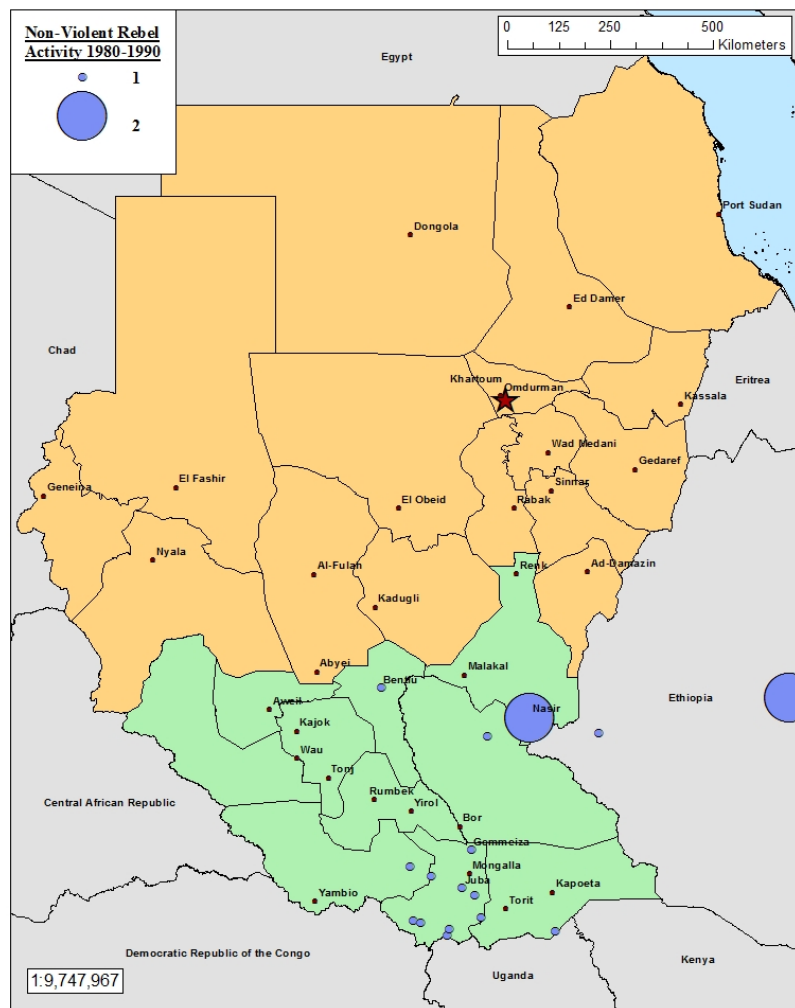 Non-Violent Rebel
Activity 1980-1990
1
2
0 125 250 500
Kilometers
Egypt
Port Sudan
Dongola
Ed Damer
Chad
Khartoum
Omdurman
Eritrea
Kassala
Wad Medani
Gedaref
El Fashir
Sinnar
Geneina
El Obeid
Rabak
Nyala
Al-Fulah
Renk
Ad-Damazin
Kadugli
Abyei
Malakal
Bentiu
Ethiopia
Aweil
Nasir
Kajok
Wau
Tonj
Central African Republic
Rumbek
Yirol
Bor
Gemmeiza
Mongalla
Juba
Kapoeta
Yambio
Torit
Democratic Republic of the Congo
Kenya
Uganda
1:9,747,967